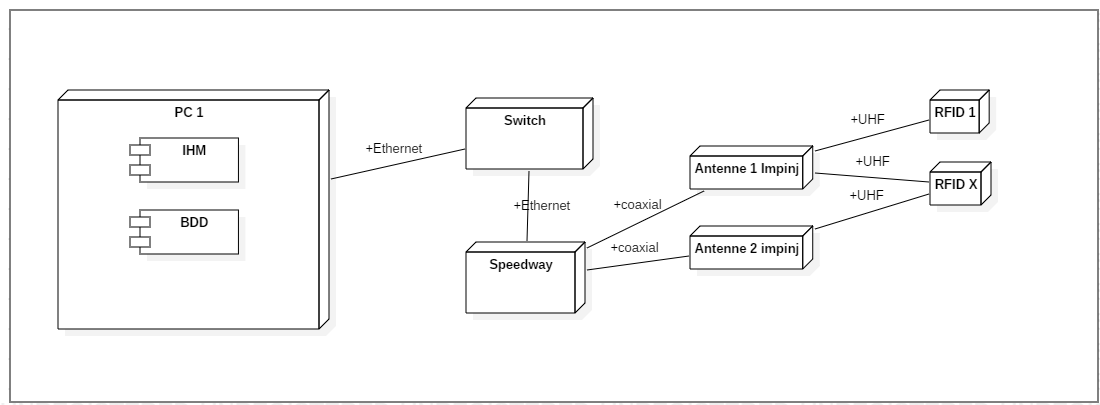 PC 1
IHM
BDD
+Ethernet
Switch
+Ethernet
Speedway
+coaxial
+coaxial
Antenne 1 Impinj
Antenne 2 impinj
+UHF
+UHF
+UHF
RFID 1
RFID X